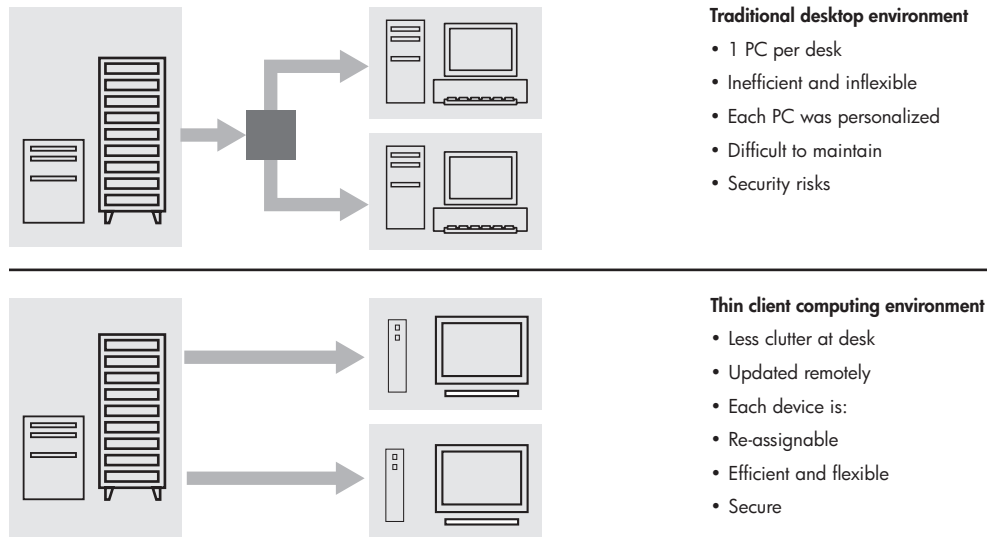 Traditional desktop environment
• 1 PC per desk
• Inefficient and inflexible
• Each PC was personalized
• Difficult to maintain
• Security risks
Thin client computing environment
• Less clutter at desk
• Updated remotely
• Each device is:
• Re-assignable
• Efficient and flexible
• Secure